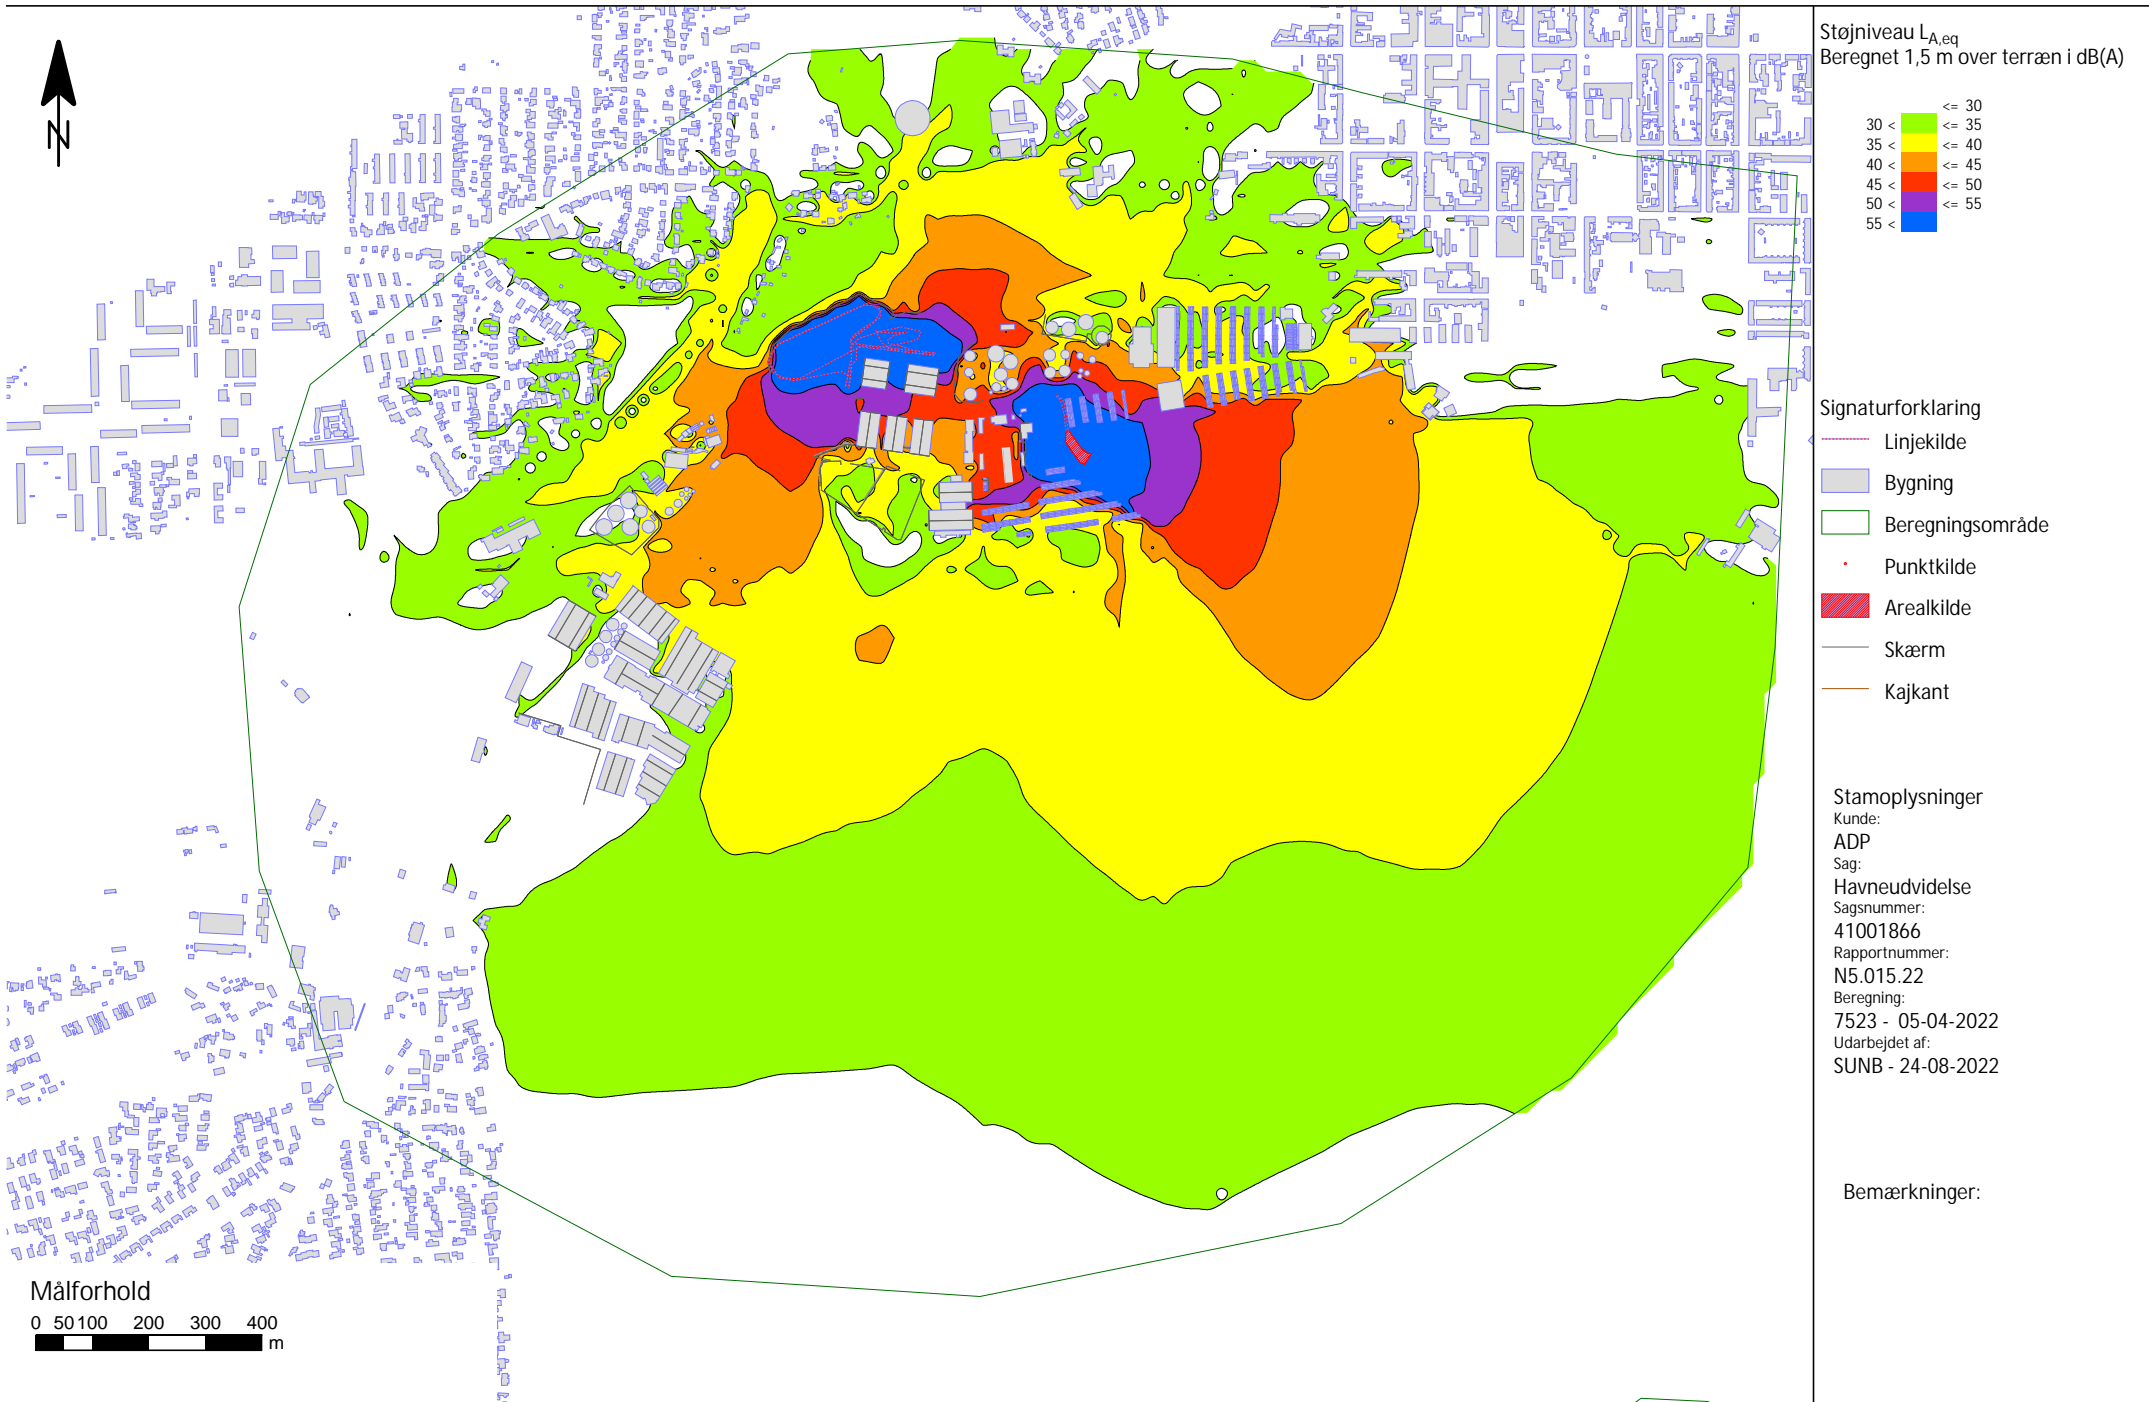 N
Støjniveau LA,eq
Beregnet 1,5 m over terræn i dB(A)
<= 30
30 < <= 35
35 < <= 40
40 < <= 45
45 < <= 50
50 < <= 55
55 <
Signaturforklaring
Linjekilde
Bygning
Beregningsområde
Punktkilde
Arealkilde
Skærm
Kajkant
Stamoplysninger
Kunde:
ADP
Sag:
Havneudvidelse
Sagsnummer:
41001866
Rapportnummer:
N5.015.22
Beregning:
7523 - 05-04-2022
Udarbejdet af:
SUNB - 24-08-2022
Bemærkninger:
Målforhold
0 50 100 200 300 400
m